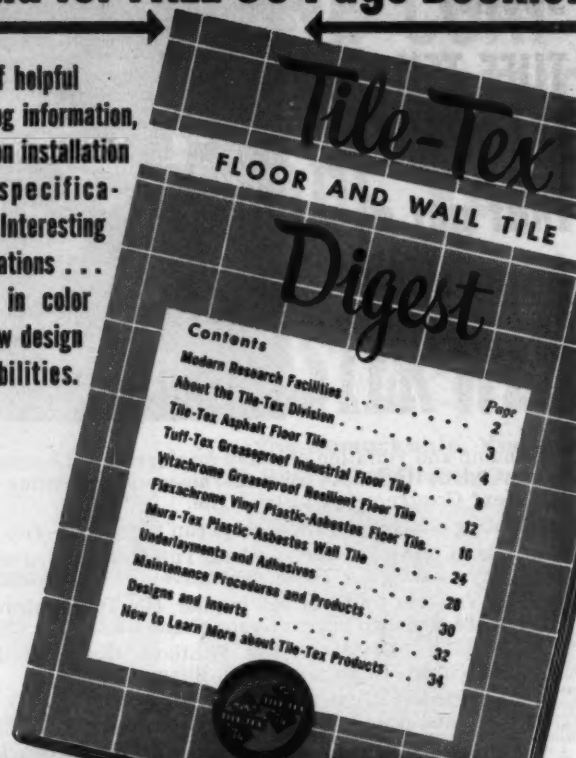 for FREE 36-Page
helpful
information,
on installation
specifica-
Interesting
ations . . .
in color
w design
bilities.
Tile-Tex
FLOOR AND WALL TILE
Digest
Contents Page
Modern Research Facilities . . . . . . . 2
About the Tile-Tex Division . . . . . . 3
Tile-Tex Asphalt Floor Tile . . . . . . 4
Tuff-Tex Greaseproof Industrial Floor Tile . . . 8
Vitachrome Greaseproof Resilient Floor Tile . . 12
Flexachrome Vinyl Plastic-Asbestos Floor Tile . . 16
Mura-Tex Plastic-Asbestos Wall Tile . . . . 24
Underlayments and Adhesives . . . . . . 28
Maintenance Procedures and Products . . . . 30
Designs and Inserts . . . . . . . . . 32
How to Learn More about Tile-Tex Products . . 34